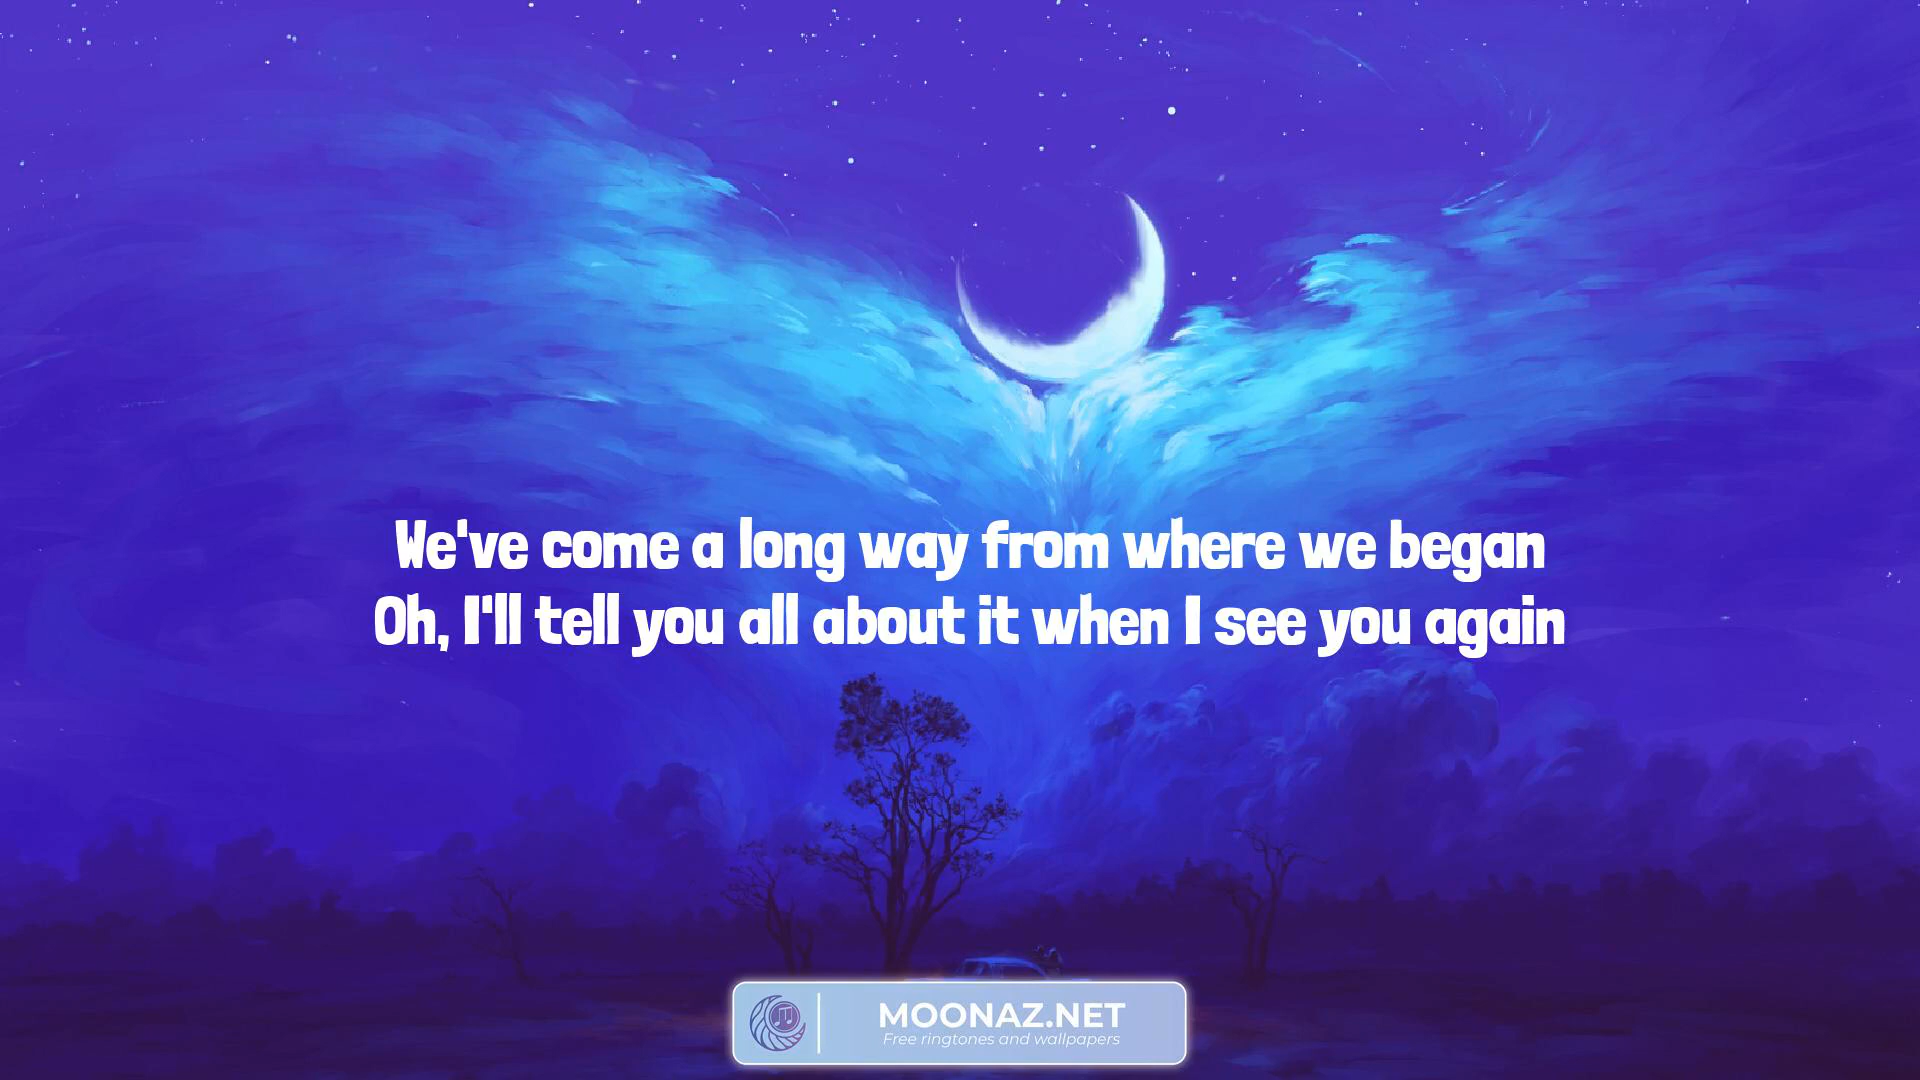 We've come a long way from where we began
Oh, I'll tell you all about it when I see you again
MOONAZ.NET
Free ringtones and wallpapers